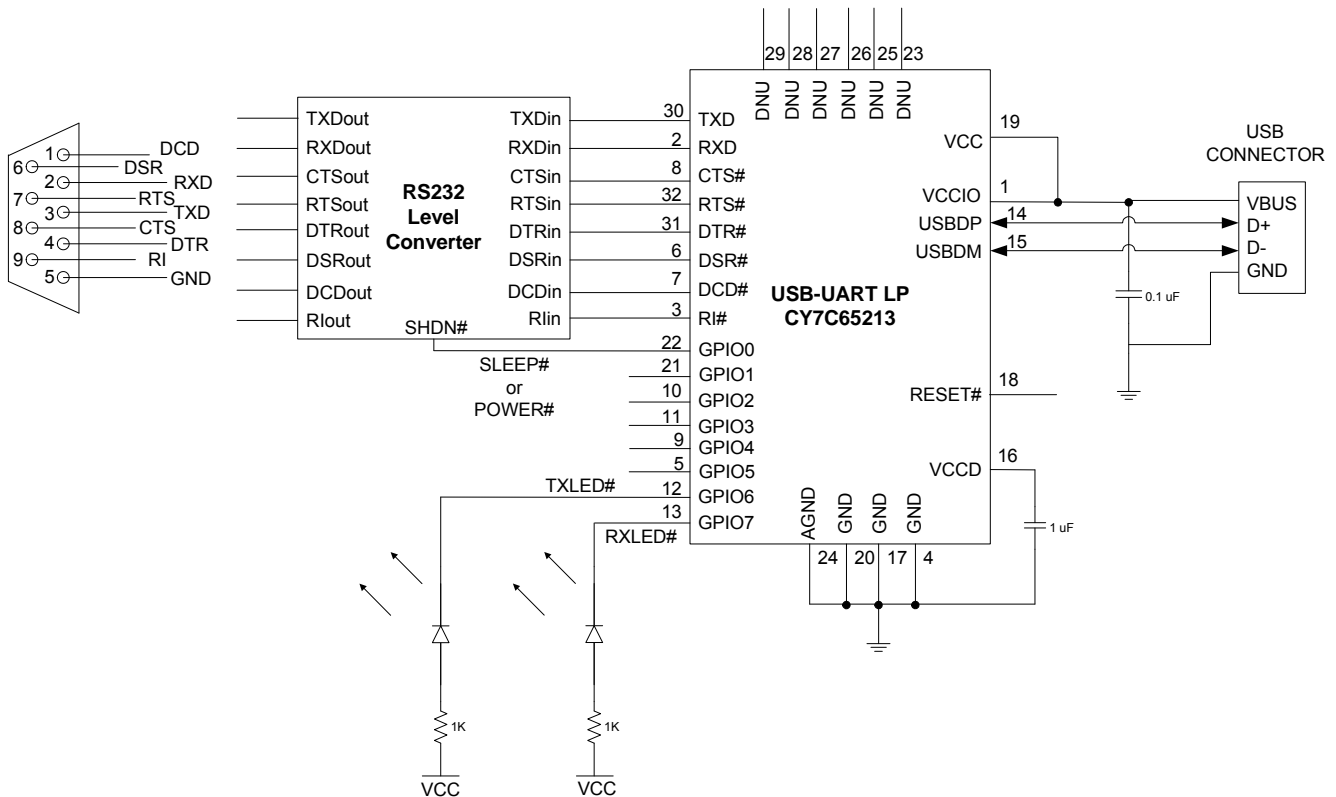 29 28 27 26 25 23
DNU DNU DNU DNU DNU DNU
1 DCD
6 DSR
2 RXD
7 RTS
3 TXD
8 CTS
4 DTR
9 RI
5 GND
TXDout
RXDout
CTSout
RTSout
DTRout
DSRout
DCDout
RIout
RS232
Level
Converter
TXDin
RXDin
CTSin
RTSin
DTRin
DSRin
DCDin
RIin
SHDN#
SLEEP#
or
POWER#
30 TXD
2 RXD
8 CTS#
32 RTS#
31 DTR#
6 DSR#
7 DCD#
3 RI#
22 GPIO0
21 GPIO1
10 GPIO2
11 GPIO3
9 GPIO4
5 GPIO5
TXLED# 12 GPIO6
RXLED# 13 GPIO7
USB-UART LP
CY7C65213
VCC 19
VCCIO 1
USBDP 14
USBDM 15
RESET# 18
VCCD 16
AGND GND GND GND
24 20 17 4
1 uF
0.1 uF
USB
CONNECTOR
VBUS
D+
D-
GND
1K 1K
VCC VCC